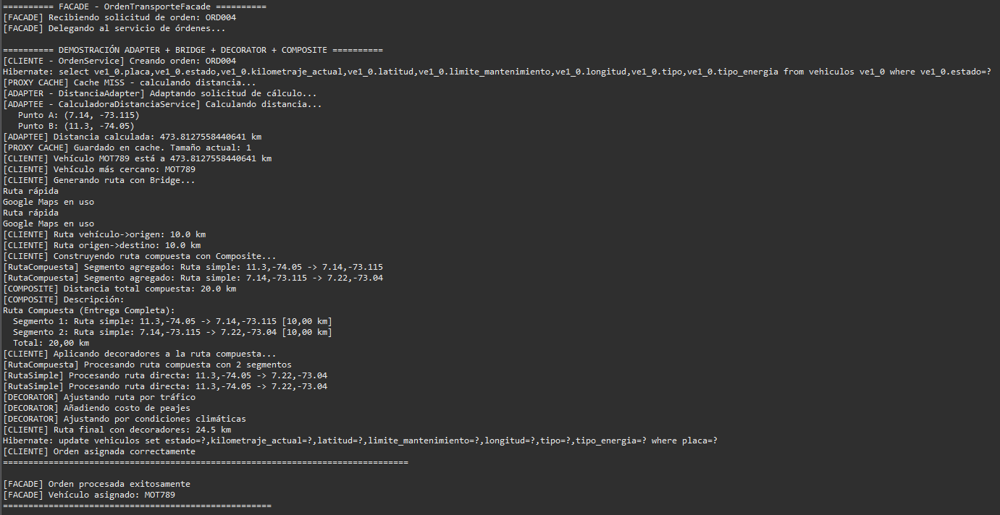 ========== FACADE - OrdenTransporteFacade ==========
[FACADE] Recibiendo solicitud de orden: ORD004
[FACADE] Delegando al servicio de órdenes...

========== DEMOSTRACIÓN ADAPTER + BRIDGE + DECORATOR + COMPOSITE ==========
[CLIENTE - OrdenService] Creando orden: ORD004
Hibernate: select ve1_0.placa,ve1_0.estado,ve1_0.kilometraje_actual,ve1_0.latitud,ve1_0.limite_mantenimiento,ve1_0.longitud,ve1_0.tipo,ve1_0.tipo_energia from vehiculos ve1_0 where ve1_0.estado=?
[PROXY CACHE] Cache MISS - calculando distancia...
[ADAPTER - DistanciaAdapter] Adaptando solicitud de cálculo...
[ADAPTEE - CalculadoraDistanciaService] Calculando distancia...
   Punto A: (7.14, -73.115)
   Punto B: (11.3, -74.05)
[ADAPTEE] Distancia calculada: 473.8127558440641 km
[PROXY CACHE] Guardado en cache. Tamaño actual: 1
[CLIENTE] Vehículo MOT789 está a 473.8127558440641 km
[CLIENTE] Vehículo más cercano: MOT789
[CLIENTE] Generando ruta con Bridge...
Ruta rápida
Google Maps en uso
Ruta rápida
Google Maps en uso
[CLIENTE] Ruta vehículo->origen: 10.0 km
[CLIENTE] Ruta origen->destino: 10.0 km
[CLIENTE] Construyendo ruta compuesta con Composite...
[RutaCompuesta] Segmento agregado: Ruta simple: 11.3,-74.05 -> 7.14,-73.115
[RutaCompuesta] Segmento agregado: Ruta simple: 7.14,-73.115 -> 7.22,-73.04
[COMPOSITE] Distancia total compuesta: 20.0 km
[COMPOSITE] Descripción:
Ruta Compuesta (Entrega Completa):
  Segmento 1: Ruta simple: 11.3,-74.05 -> 7.14,-73.115 [10,00 km]
  Segmento 2: Ruta simple: 7.14,-73.115 -> 7.22,-73.04 [10,00 km]
  Total: 20,00 km
[CLIENTE] Aplicando decoradores a la ruta compuesta...
[RutaCompuesta] Procesando ruta compuesta con 2 segmentos
[RutaSimple] Procesando ruta directa: 11.3,-74.05 -> 7.22,-73.04
[RutaSimple] Procesando ruta directa: 11.3,-74.05 -> 7.22,-73.04
[DECORATOR] Ajustando ruta por tráfico
[DECORATOR] Añadiendo costo de peajes
[DECORATOR] Ajustando por condiciones climáticas
[CLIENTE] Ruta final con decoradores: 24.5 km
Hibernate: update vehiculos set estado=?,kilometraje_actual=?,latitud=?,limite_mantenimiento=?,longitud=?,tipo=?,tipo_energia=? where placa=?
[CLIENTE] Orden asignada correctamente
================================================================================

[FACADE] Orden procesada exitosamente
[FACADE] Vehículo asignado: MOT789
=====================================================